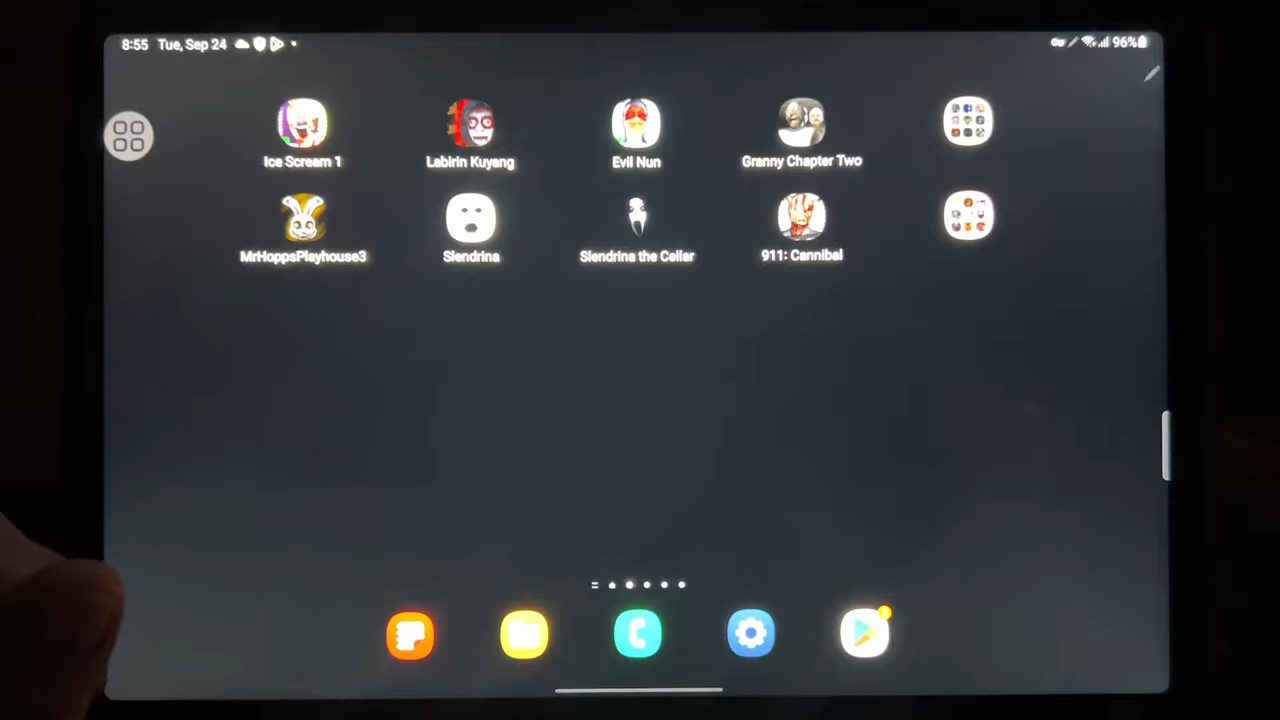 8:55 Tue, Sep 24
96%
Ice Scream 1
Labirin Kuyang
Evil Nun
Granny Chapter Two
MrHoppsPlayhouse3
Slendrina
Slendrina the Cellar
911: Cannibal